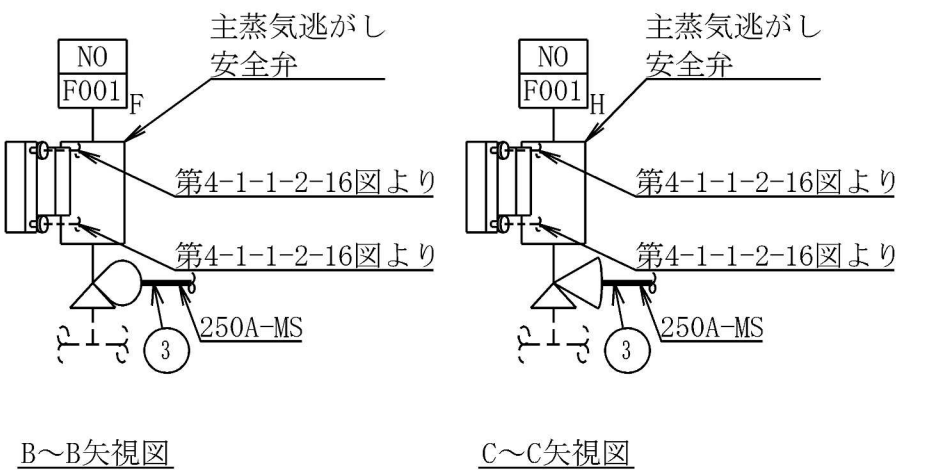 主蒸気逃がし
安全弁
NO
F001
F
第4-1-1-2-16図より
第4-1-1-2-16図より
250A-MS
3
B～B矢視図
主蒸気逃がし
安全弁
NO
F001
H
第4-1-1-2-16図より
第4-1-1-2-16図より
250A-MS
3
C～C矢視図